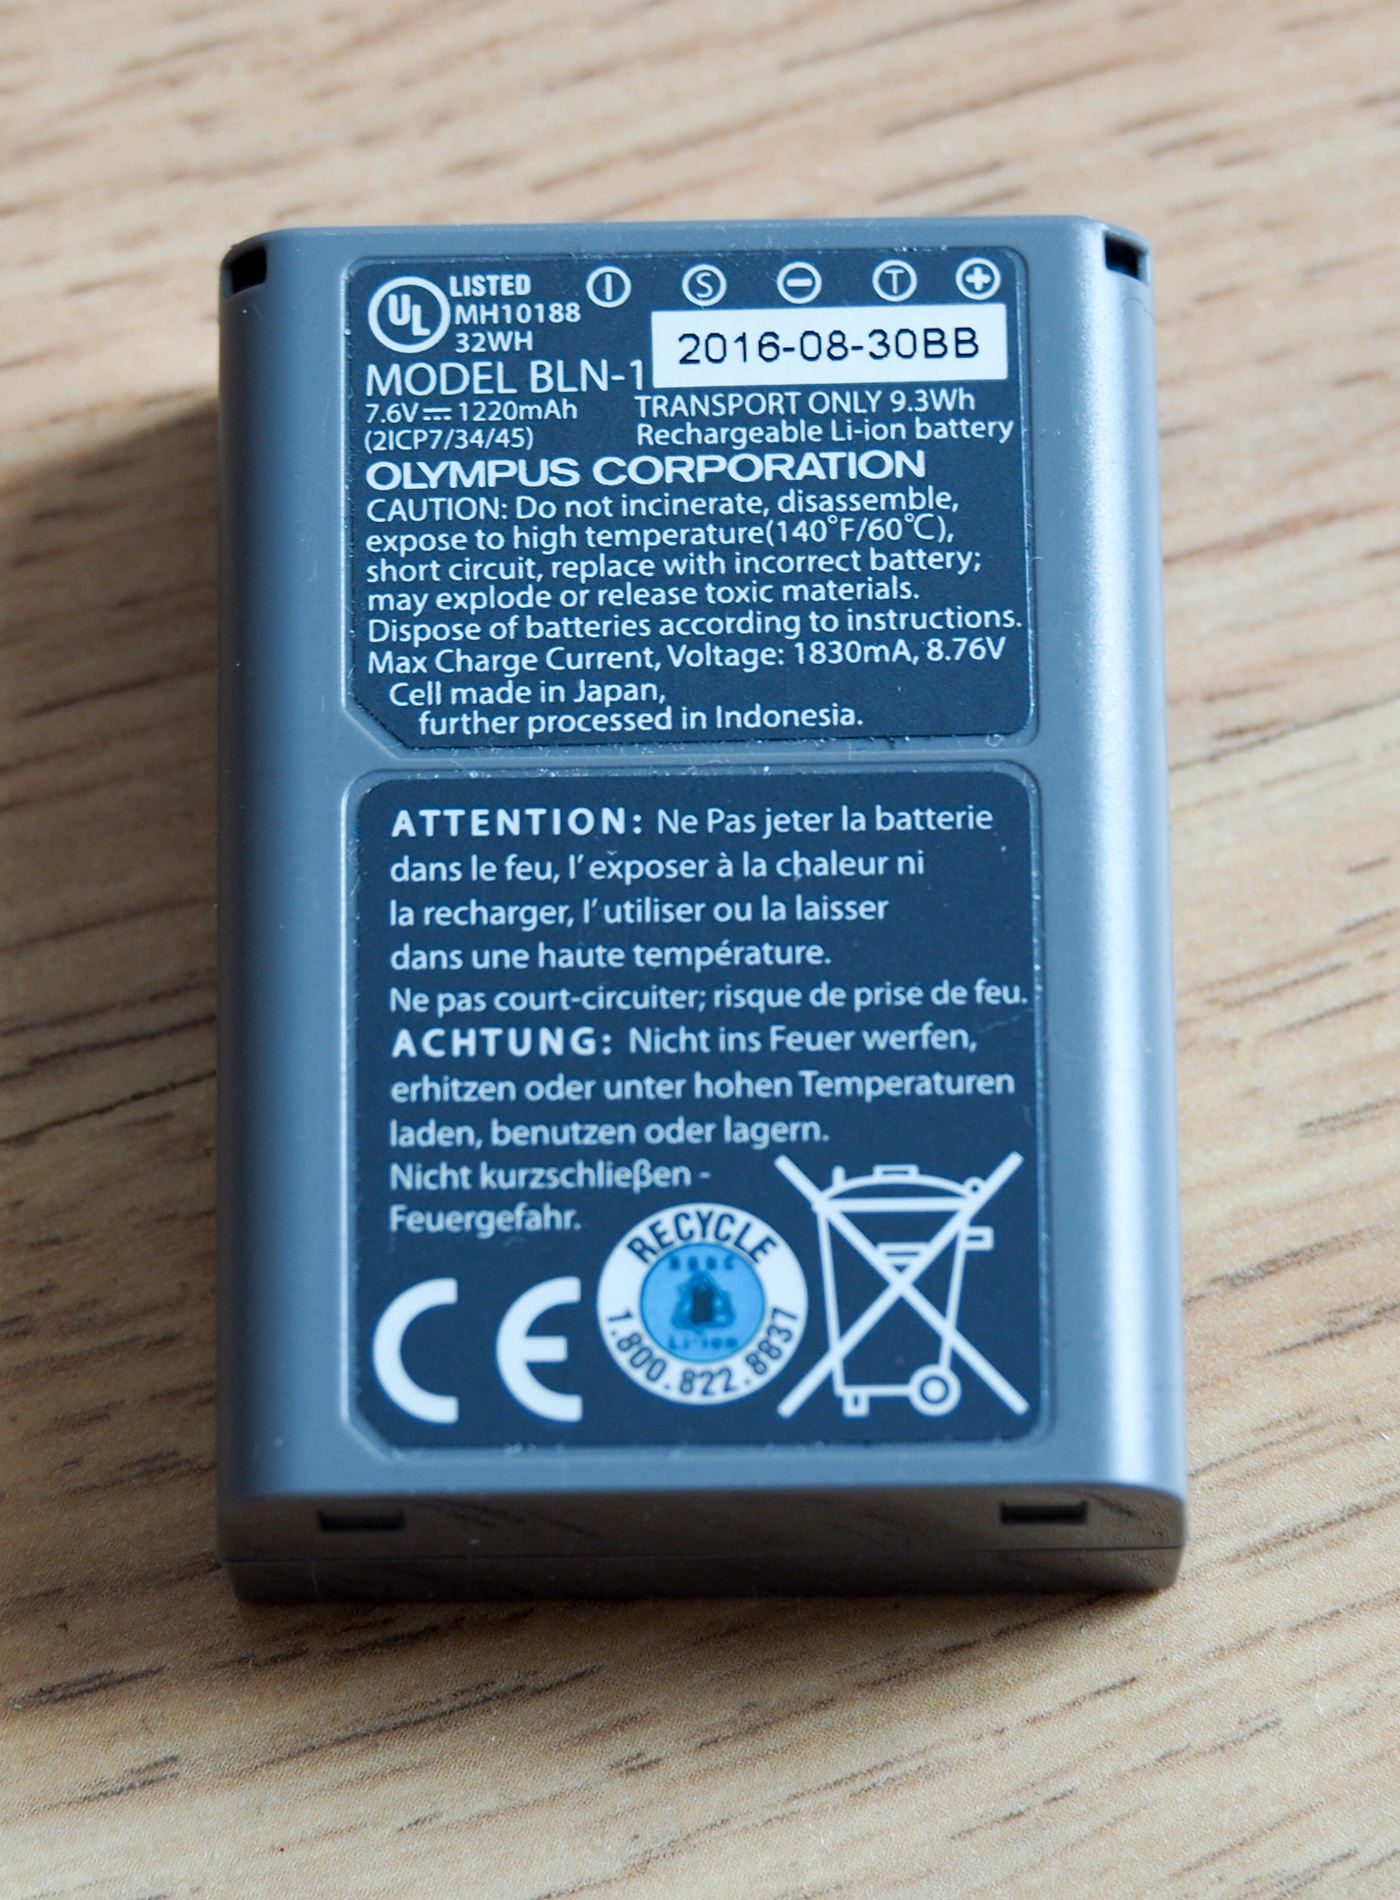 UL LISTED
MH10188
32WH
I S − T +
2016-08-30BB
MODEL BLN-1
7.6V⎓1220mAh
(2ICP7/34/45)
TRANSPORT ONLY 9.3Wh
Rechargeable Li-ion battery
OLYMPUS CORPORATION
CAUTION: Do not incinerate, disassemble,
expose to high temperature(140°F/60°C),
short circuit, replace with incorrect battery;
may explode or release toxic materials.
Dispose of batteries according to instructions.
Max Charge Current, Voltage: 1830mA, 8.76V
Cell made in Japan,
further processed in Indonesia.
ATTENTION: Ne Pas jeter la batterie
dans le feu, l’exposer à la chaleur ni
la recharger, l’utiliser ou la laisser
dans une haute température.
Ne pas court-circuiter; risque de prise de feu.
ACHTUNG: Nicht ins Feuer werfen,
erhitzen oder unter hohen Temperaturen
laden, benutzen oder lagern.
Nicht kurzschließen -
Feuergefahr.
CE
RECYCLE
Li-ion
1.800.822.8837